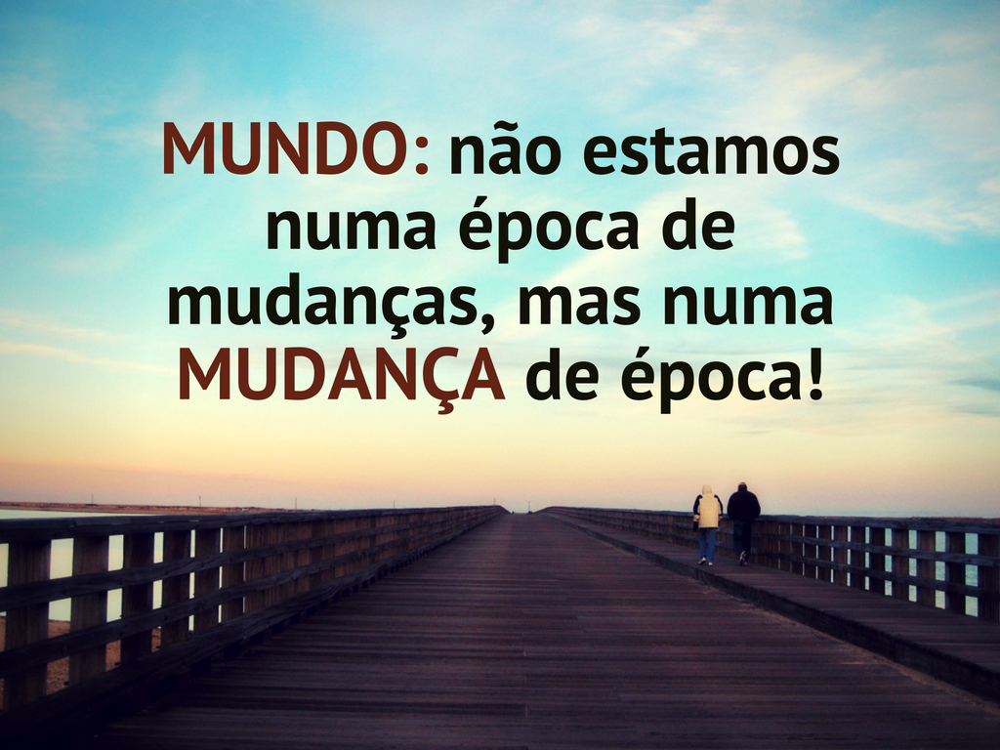 MUNDO: não estamos
numa época de
mudanças, mas numa
MUDANÇA de época!